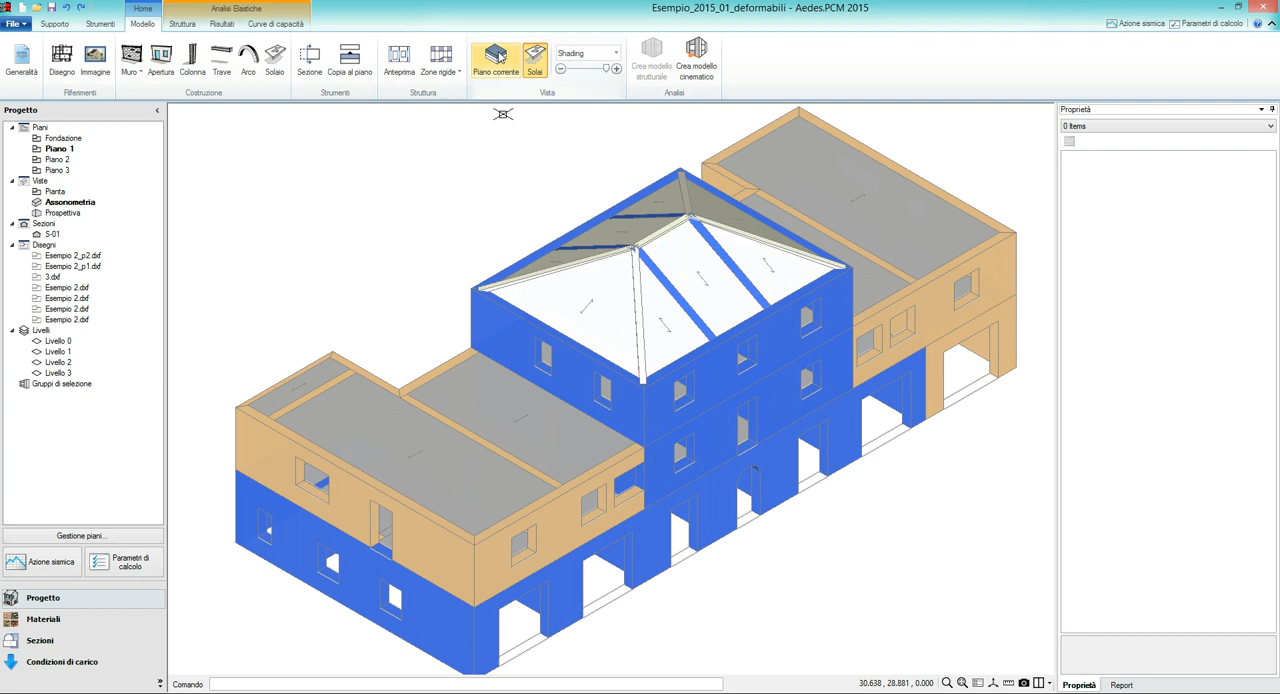 Home
Analisi Elastiche
Esempio_2015_01_deformabili - Aedes.PCM 2015
File
Supporto
Strumenti
Modello
Struttura
Risultati
Curve di capacità
Azione sismica
Parametri di calcolo
Generalità
Disegno
Immagine
Muro
Apertura
Colonna
Trave
Arco
Solaio
Sezione
Copia al piano
Anteprima
Zone rigide
Piano corrente
Solai
Shading
Crea modello strutturale
Crea modello cinematico
Riferimenti
Costruzione
Strumenti
Struttura
Vista
Analisi
Progetto
Piani
Fondazione
Piano 1
Piano 2
Piano 3
Viste
Pianta
Assonometria
Prospettiva
Sezioni
S-01
Disegni
Esempio 2_p2.dxf
Esempio 2_p1.dxf
3.dxf
Esempio 2.dxf
Esempio 2.dxf
Esempio 2.dxf
Esempio 2.dxf
Livelli
Livello 0
Livello 1
Livello 2
Livello 3
Gruppi di selezione
Gestione piani...
Azione sismica
Parametri di calcolo
Progetto
Materiali
Sezioni
Condizioni di carico
Comando
30.638 , 28.881 , 0.000
Proprietà
0 Items
Proprietà
Report